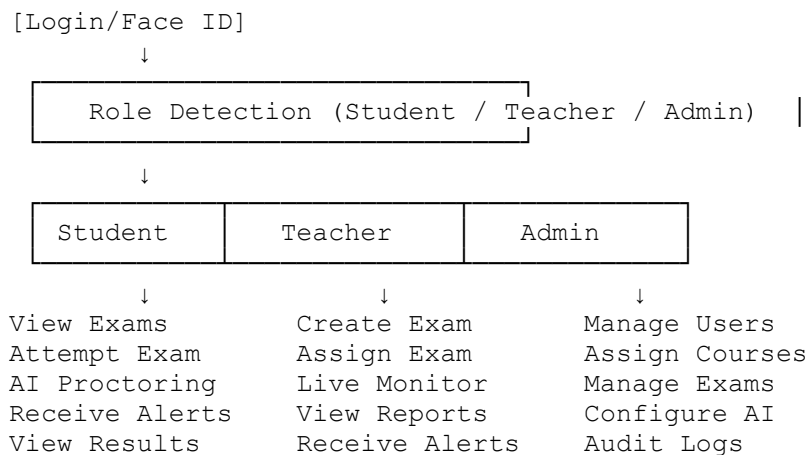 [Login/Face ID]
↓
Role Detection (Student / Teacher / Admin) |
↓
Student Teacher Admin
↓ ↓ ↓
View Exams Create Exam Manage Users
Attempt Exam Assign Exam Assign Courses
AI Proctoring Live Monitor Manage Exams
Receive Alerts View Reports Configure AI
View Results Receive Alerts Audit Logs